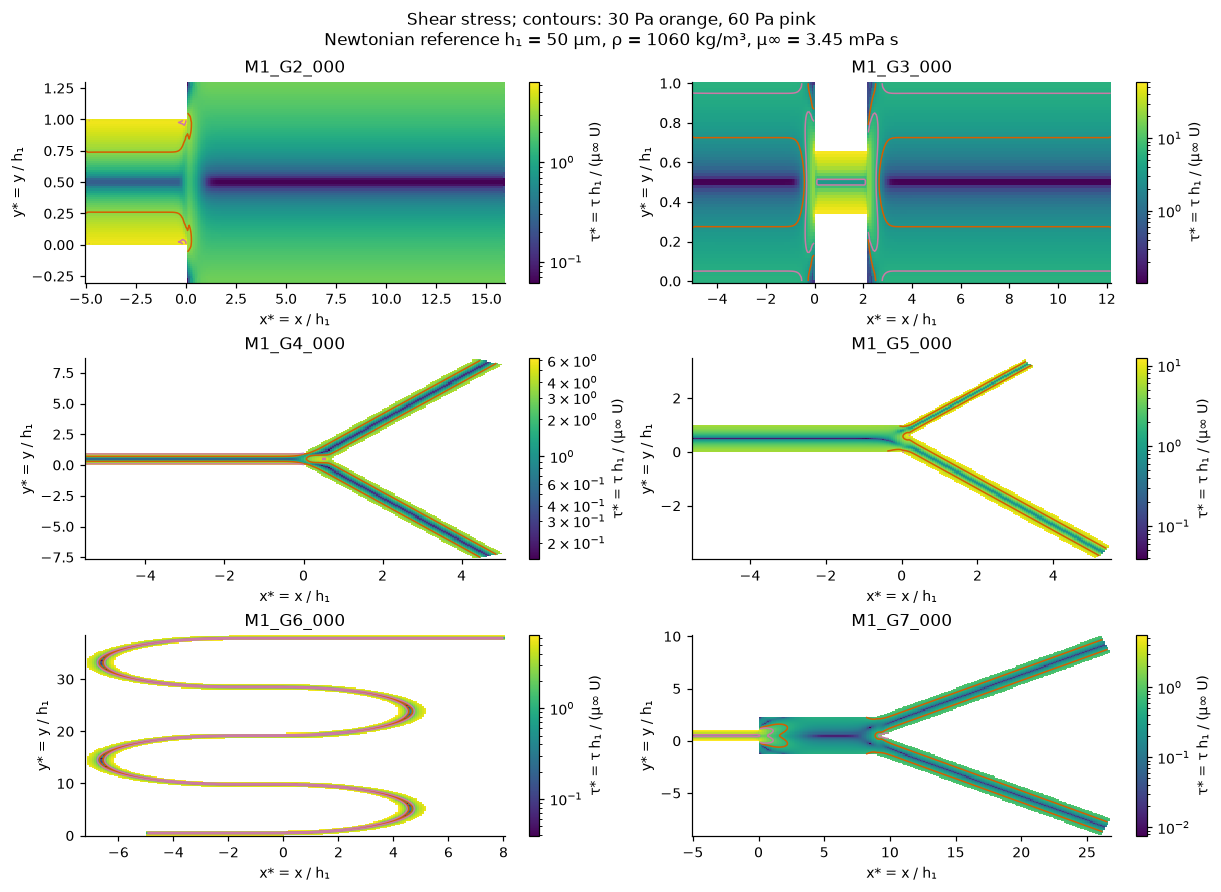 Shear stress; contours: 30 Pa orange, 60 Pa pink
Newtonian reference h₁ = 50 µm, ρ = 1060 kg/m³, µ∞ = 3.45 mPa s
M1_G2_000
1.25
1.00
0.75
0.50
0.25
0.00
−0.25
y* = y / h₁
−5.0 −2.5 0.0 2.5 5.0 7.5 10.0 12.5 15.0
x* = x / h₁
10⁰
10⁻¹
τ* = τ h₁ / (µ∞ U)
M1_G3_000
1.0
0.8
0.6
0.4
0.2
0.0
y* = y / h₁
−4 −2 0 2 4 6 8 10 12
x* = x / h₁
10¹
10⁰
τ* = τ h₁ / (µ∞ U)
M1_G4_000
7.5
5.0
2.5
0.0
−2.5
−5.0
−7.5
y* = y / h₁
−4 −2 0 2 4
x* = x / h₁
6 × 10⁰
4 × 10⁰
3 × 10⁰
2 × 10⁰
10⁰
6 × 10⁻¹
4 × 10⁻¹
3 × 10⁻¹
2 × 10⁻¹
τ* = τ h₁ / (µ∞ U)
M1_G5_000
2
0
−2
y* = y / h₁
−4 −2 0 2 4
x* = x / h₁
10¹
10⁰
10⁻¹
τ* = τ h₁ / (µ∞ U)
M1_G6_000
30
20
10
0
y* = y / h₁
−6 −4 −2 0 2 4 6 8
x* = x / h₁
10⁰
10⁻¹
τ* = τ h₁ / (µ∞ U)
M1_G7_000
10
5
0
−5
y* = y / h₁
−5 0 5 10 15 20 25
x* = x / h₁
10⁰
10⁻¹
10⁻²
τ* = τ h₁ / (µ∞ U)